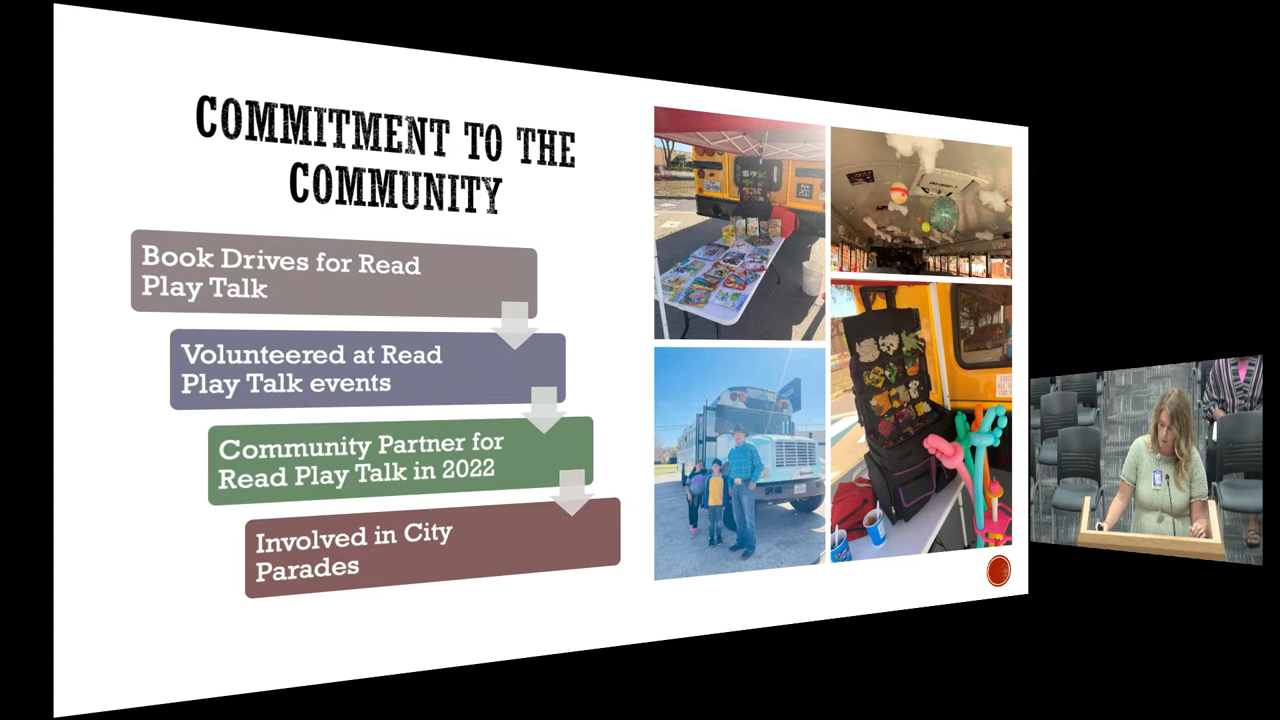 COMMITMENT TO THE
COMMUNITY
Book Drives for Read
Play Talk
Volunteered at Read
Play Talk events
Community Partner for
Read Play Talk in 2022
Involved in City
Parades